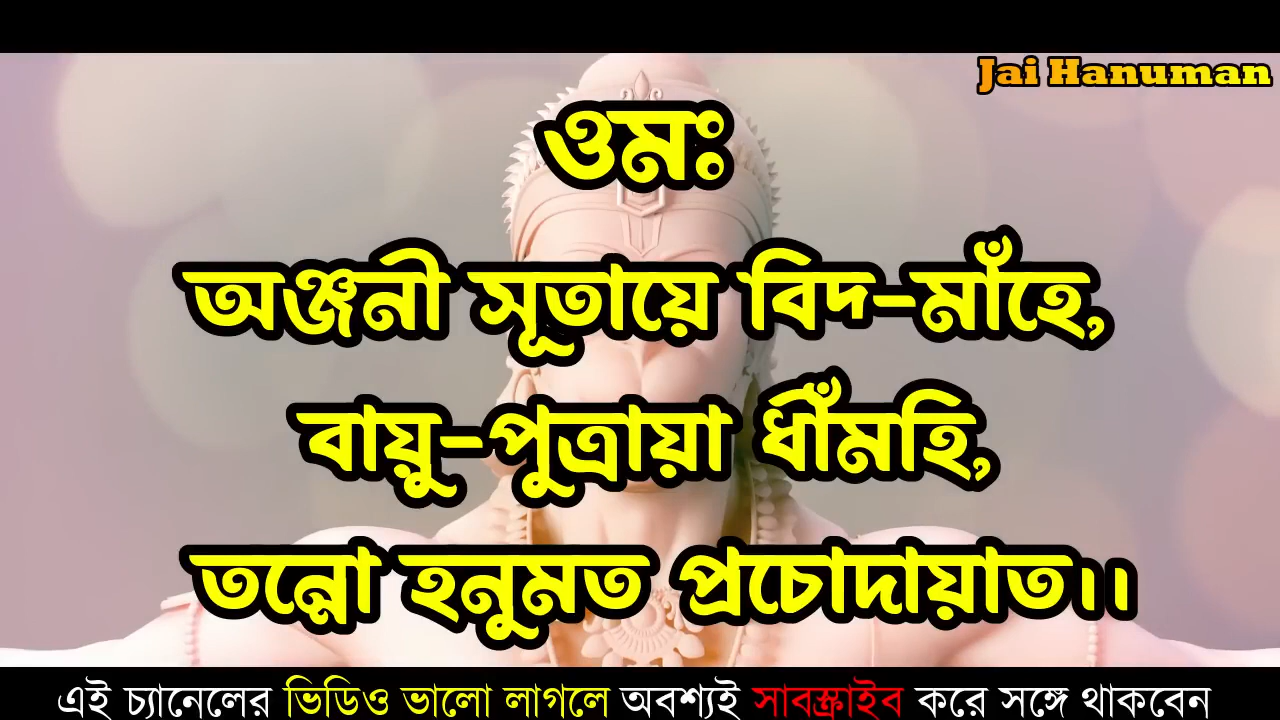 Jai Hanuman
ওমঃ
অঞ্জনী সূতায়ে বিদ-মাঁহে,
বায়ু-পুত্রায়া ধীঁমহি,
তন্নো হনুমত প্রচোদায়াত।।
এই চ্যানেলের ভিডিও ভালো লাগলে অবশ্যই সাবস্ক্রাইব করে সঙ্গে থাকবেন